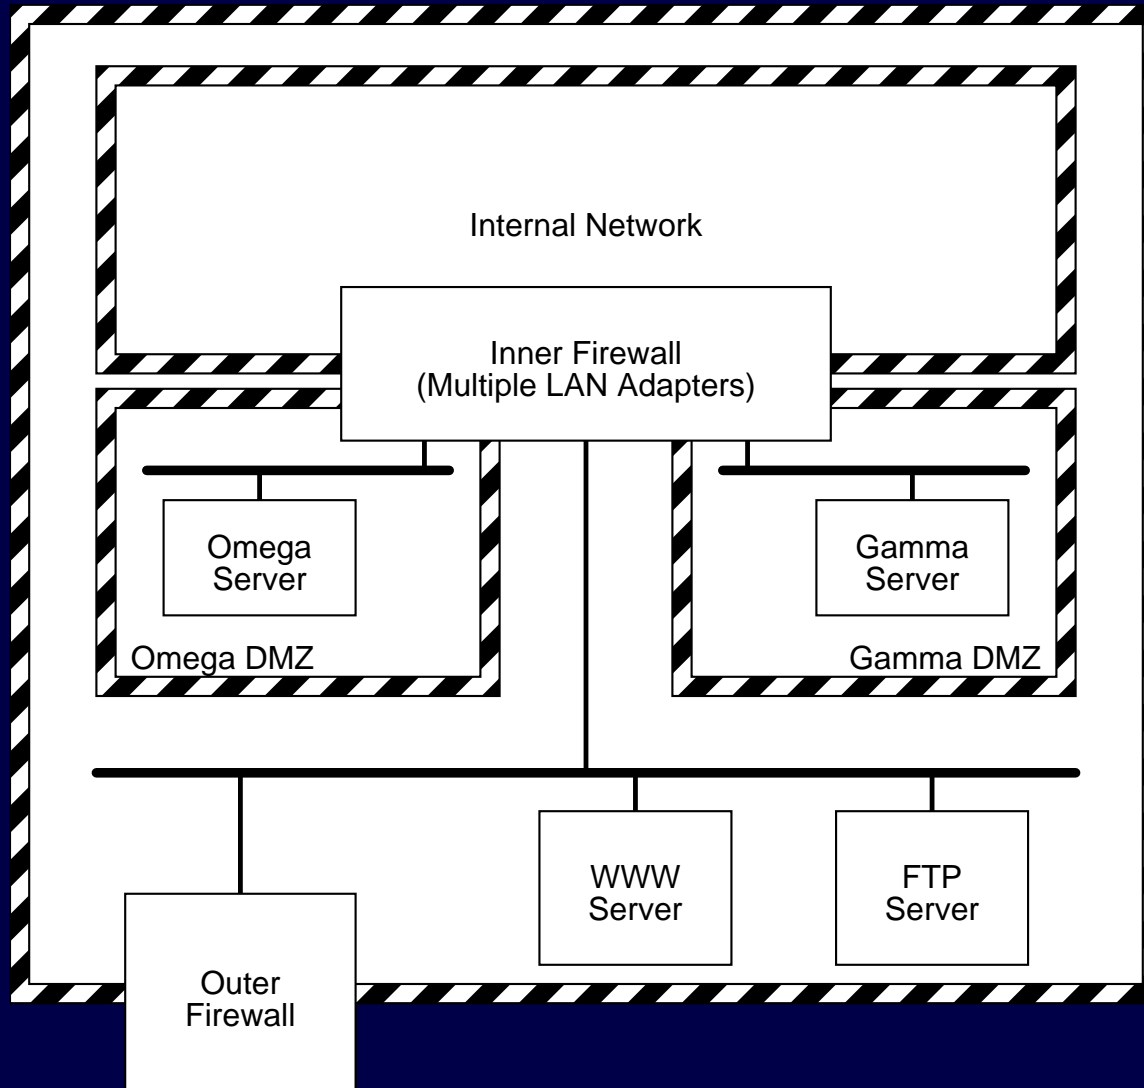 Internal Network
Inner Firewall
(Multiple LAN Adapters)
Omega
Server
Omega DMZ
Gamma
Server
Gamma DMZ
WWW
Server
FTP
Server
Outer
Firewall